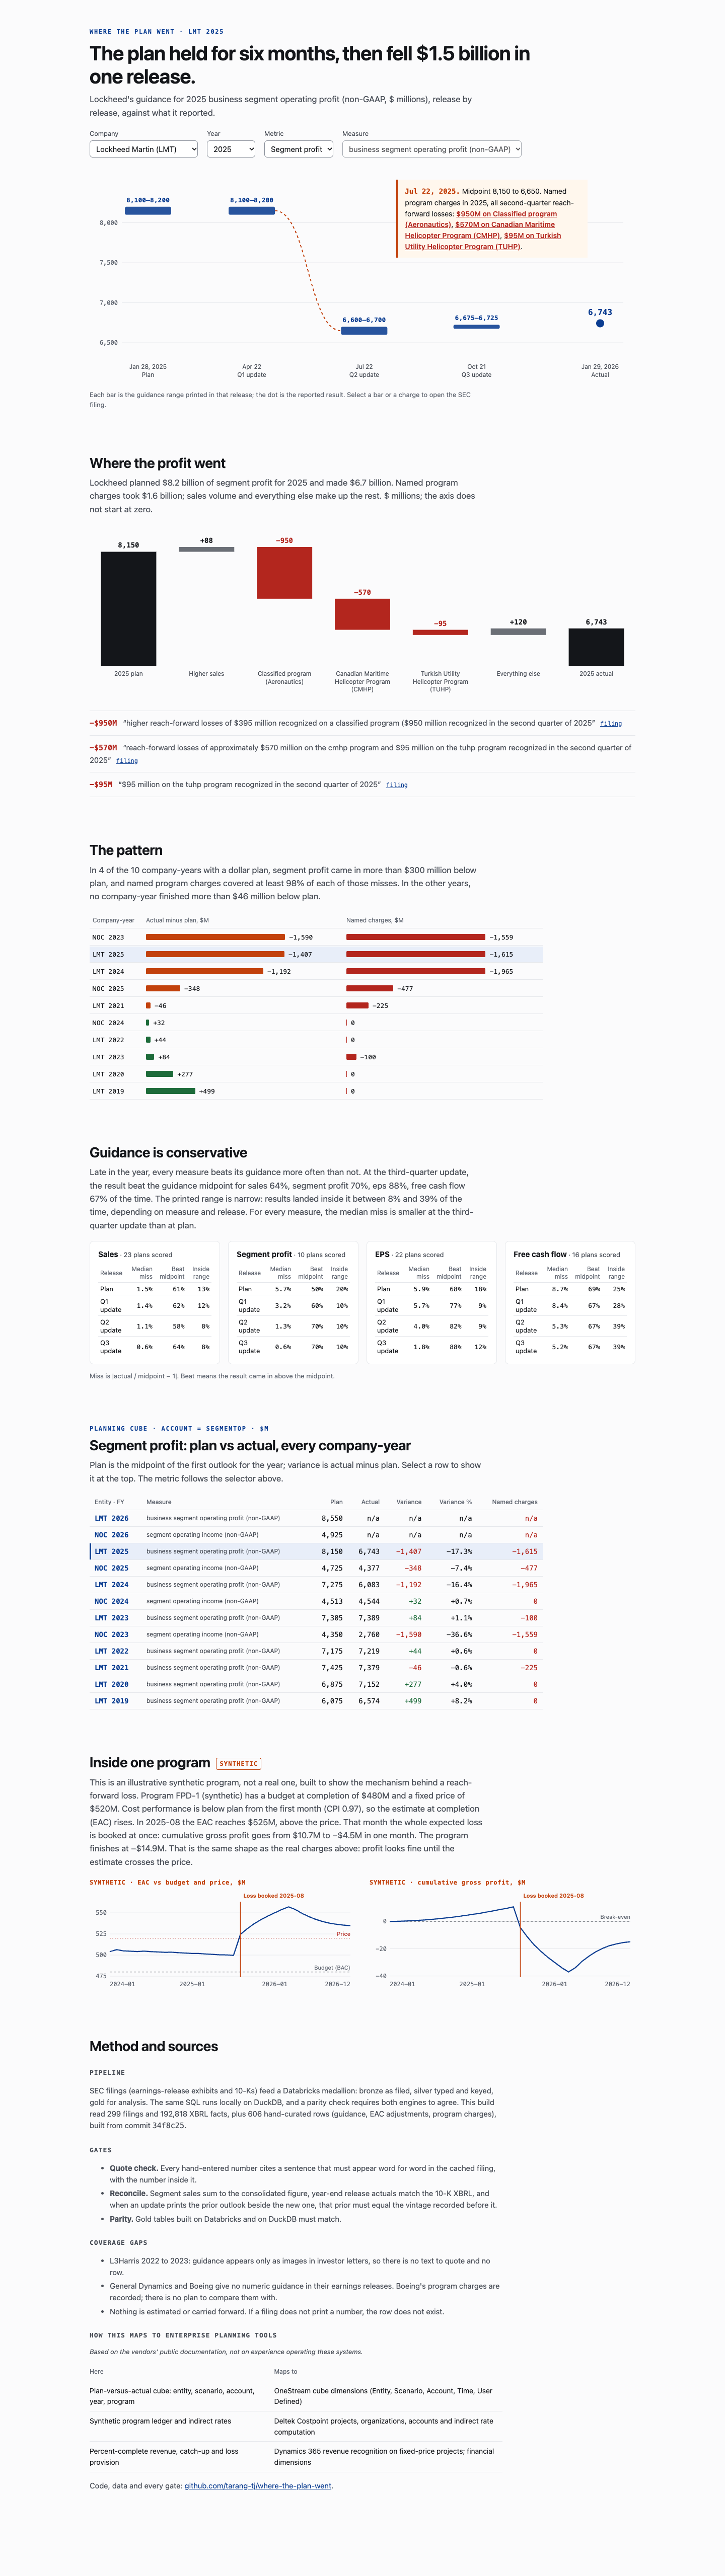 WHERE THE PLAN WENT · LMT 2025
The plan held for six months, then fell $1.5 billion in
one release.
Lockheed's guidance for 2025 business segment operating profit (non-GAAP, $ millions), release by
release, against what it reported.
Company Year Metric Measure
Lockheed Martin (LMT) 2025 Segment profit business segment operating profit (non-GAAP)
Jul 22, 2025. Midpoint 8,150 to 6,650. Named
program charges in 2025, all second-quarter reach-
forward losses: $950M on Classified program
(Aeronautics), $570M on Canadian Maritime
Helicopter Program (CMHP), $95M on Turkish
Utility Helicopter Program (TUHP).
8,100–8,200 8,100–8,200
8,000
7,500
7,000
6,500
6,600–6,700 6,675–6,725 6,743
Jan 28, 2025 Apr 22 Jul 22 Oct 21 Jan 29, 2026
Plan Q1 update Q2 update Q3 update Actual
Each bar is the guidance range printed in that release; the dot is the reported result. Select a bar or a charge to open the SEC
filing.
Where the profit went
Lockheed planned $8.2 billion of segment profit for 2025 and made $6.7 billion. Named program
charges took $1.6 billion; sales volume and everything else make up the rest. $ millions; the axis does
not start at zero.
8,150 +88 −950 −570 −95 +120 6,743
2025 plan Higher sales Classified program Canadian Maritime Turkish Utility Everything else 2025 actual
(Aeronautics) Helicopter Program Helicopter Program
(CMHP) (TUHP)
−$950M "higher reach-forward losses of $395 million recognized on a classified program ($950 million recognized in the second quarter of 2025" filing
−$570M "reach-forward losses of approximately $570 million on the cmhp program and $95 million on the tuhp program recognized in the second quarter of
2025" filing
−$95M "$95 million on the tuhp program recognized in the second quarter of 2025" filing
The pattern
In 4 of the 10 company-years with a dollar plan, segment profit came in more than $300 million below
plan, and named program charges covered at least 98% of each of those misses. In the other years,
no company-year finished more than $46 million below plan.
Company-year Actual minus plan, $M Named charges, $M
NOC 2023 −1,590 −1,559
LMT 2025 −1,407 −1,615
LMT 2024 −1,192 −1,965
NOC 2025 −348 −477
LMT 2021 −46 −225
NOC 2024 +32 0
LMT 2022 +44 0
LMT 2023 +84 −100
LMT 2020 +277 0
LMT 2019 +499 0
Guidance is conservative
Late in the year, every measure beats its guidance more often than not. At the third-quarter update,
the result beat the guidance midpoint for sales 64%, segment profit 70%, eps 88%, free cash flow
67% of the time. The printed range is narrow: results landed inside it between 8% and 39% of the
time, depending on measure and release. For every measure, the median miss is smaller at the third-
quarter update than at plan.
Sales · 23 plans scored
Release Median miss Beat midpoint Inside range
Plan 1.5% 61% 13%
Q1 update 1.4% 62% 12%
Q2 update 1.1% 58% 8%
Q3 update 0.6% 64% 8%
Segment profit · 10 plans scored
Release Median miss Beat midpoint Inside range
Plan 5.7% 50% 20%
Q1 update 3.2% 60% 10%
Q2 update 1.3% 70% 10%
Q3 update 0.6% 70% 10%
EPS · 22 plans scored
Release Median miss Beat midpoint Inside range
Plan 5.9% 68% 18%
Q1 update 5.7% 77% 9%
Q2 update 4.0% 82% 9%
Q3 update 1.8% 88% 12%
Free cash flow · 16 plans scored
Release Median miss Beat midpoint Inside range
Plan 8.7% 69% 25%
Q1 update 8.4% 67% 28%
Q2 update 5.3% 67% 39%
Q3 update 5.2% 67% 39%
Miss is |actual / midpoint − 1|. Beat means the result came in above the midpoint.
PLANNING CUBE · ACCOUNT = SEGMENTOP · $M
Segment profit: plan vs actual, every company-year
Plan is the midpoint of the first outlook for the year; variance is actual minus plan. Select a row to show
it at the top. The metric follows the selector above.
Entity · FY Measure Plan Actual Variance Variance % Named charges
LMT 2026 business segment operating profit (non-GAAP) 8,550 n/a n/a n/a n/a
NOC 2026 segment operating income (non-GAAP) 4,925 n/a n/a n/a n/a
LMT 2025 business segment operating profit (non-GAAP) 8,150 6,743 −1,407 −17.3% −1,615
NOC 2025 segment operating income (non-GAAP) 4,725 4,377 −348 −7.4% −477
LMT 2024 business segment operating profit (non-GAAP) 7,275 6,083 −1,192 −16.4% −1,965
NOC 2024 segment operating income (non-GAAP) 4,513 4,544 +32 +0.7% 0
LMT 2023 business segment operating profit (non-GAAP) 7,305 7,389 +84 +1.1% −100
NOC 2023 segment operating income (non-GAAP) 4,350 2,760 −1,590 −36.6% −1,559
LMT 2022 business segment operating profit (non-GAAP) 7,175 7,219 +44 +0.6% 0
LMT 2021 business segment operating profit (non-GAAP) 7,425 7,379 −46 −0.6% −225
LMT 2020 business segment operating profit (non-GAAP) 6,875 7,152 +277 +4.0% 0
LMT 2019 business segment operating profit (non-GAAP) 6,075 6,574 +499 +8.2% 0
Inside one program SYNTHETIC
This is an illustrative synthetic program, not a real one, built to show the mechanism behind a reach-
forward loss. Program FPD-1 (synthetic) has a budget at completion of $480M and a fixed price of
$520M. Cost performance is below plan from the first month (CPI 0.97), so the estimate at completion
(EAC) rises. In 2025-08 the EAC reaches $525M, above the price. That month the whole expected loss
is booked at once: cumulative gross profit goes from $10.7M to −$4.5M in one month. The program
finishes at −$14.9M. That is the same shape as the real charges above: profit looks fine until the
estimate crosses the price.
SYNTHETIC · EAC vs budget and price, $M
Loss booked 2025-08
550
525
500
475
Price
Budget (BAC)
2024-01 2025-01 2026-01 2026-12
SYNTHETIC · cumulative gross profit, $M
Loss booked 2025-08
Break-even
0
−20
−40
2024-01 2025-01 2026-01 2026-12
Method and sources
PIPELINE
SEC filings (earnings-release exhibits and 10-Ks) feed a Databricks medallion: bronze as filed, silver typed and keyed,
gold for analysis. The same SQL runs locally on DuckDB, and a parity check requires both engines to agree. This build
read 299 filings and 192,818 XBRL facts, plus 606 hand-curated rows (guidance, EAC adjustments, program charges),
built from commit 34f8c25.
GATES
• Quote check. Every hand-entered number cites a sentence that must appear word for word in the cached filing,
with the number inside it.
• Reconcile. Segment sales sum to the consolidated figure, year-end release actuals match the 10-K XBRL, and
when an update prints the prior outlook beside the new one, that prior must equal the vintage recorded before it.
• Parity. Gold tables built on Databricks and on DuckDB must match.
COVERAGE GAPS
• L3Harris 2022 to 2023: guidance appears only as images in investor letters, so there is no text to quote and no
row.
• General Dynamics and Boeing give no numeric guidance in their earnings releases. Boeing's program charges are
recorded; there is no plan to compare them with.
• Nothing is estimated or carried forward. If a filing does not print a number, the row does not exist.
HOW THIS MAPS TO ENTERPRISE PLANNING TOOLS
Based on the vendors' public documentation, not on experience operating these systems.
Here Maps to
Plan-versus-actual cube: entity, scenario, account, OneStream cube dimensions (Entity, Scenario, Account, Time, User
year, program Defined)
Synthetic program ledger and indirect rates Deltek Costpoint projects, organizations, accounts and indirect rate
computation
Percent-complete revenue, catch-up and loss Dynamics 365 revenue recognition on fixed-price projects; financial
provision dimensions
Code, data and every gate: github.com/tarang-tj/where-the-plan-went.